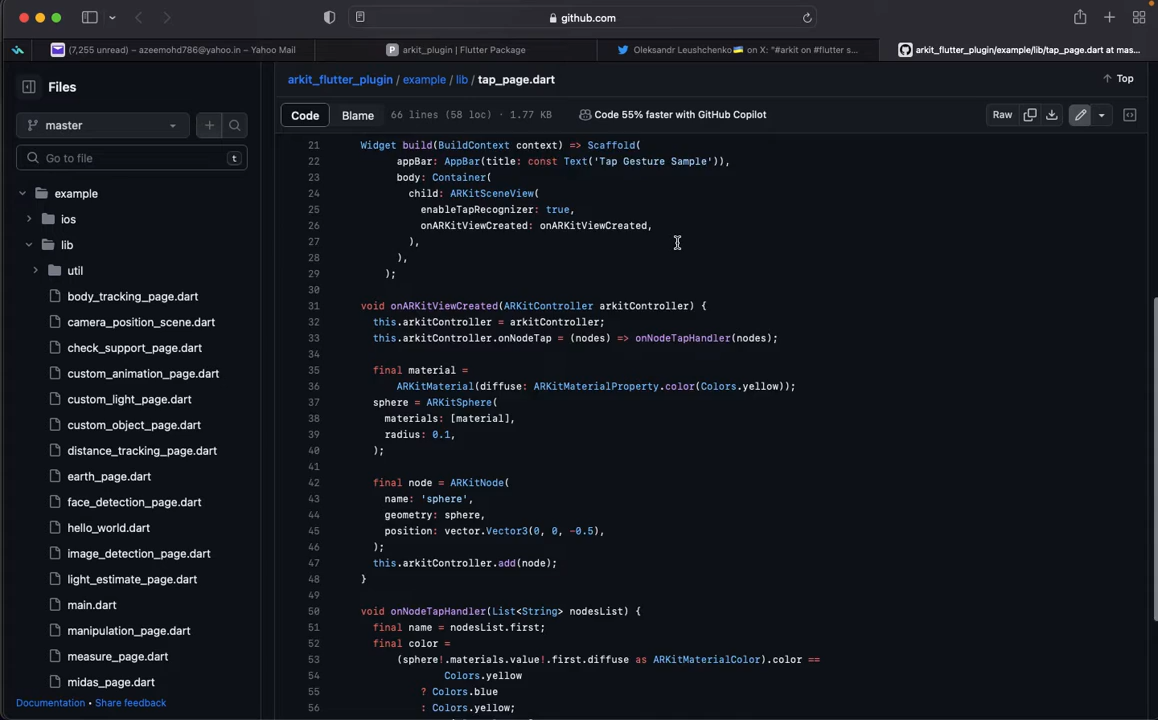 github.com
(7,255 unread) – azeemohd786@yahoo.in – Yahoo Mail
arkit_plugin | Flutter Package
Oleksandr Leushchenko🇺🇦 on X: "#arkit on #flutter s...
arkit_flutter_plugin/example/lib/tap_page.dart at mas...
Files
master
Go to file
t
example
ios
lib
util
body_tracking_page.dart
camera_position_scene.dart
check_support_page.dart
custom_animation_page.dart
custom_light_page.dart
custom_object_page.dart
distance_tracking_page.dart
earth_page.dart
face_detection_page.dart
hello_world.dart
image_detection_page.dart
light_estimate_page.dart
main.dart
manipulation_page.dart
measure_page.dart
midas_page.dart
Documentation • Share feedback
arkit_flutter_plugin / example / lib / tap_page.dart
Top
Code
Blame
66 lines (58 loc) · 1.77 KB
Code 55% faster with GitHub Copilot
Raw
21 Widget build(BuildContext context) => Scaffold(
22 appBar: AppBar(title: const Text('Tap Gesture Sample')),
23 body: Container(
24 child: ARKitSceneView(
25 enableTapRecognizer: true,
26 onARKitViewCreated: onARKitViewCreated,
27 ),
28 ),
29 );
30
31 void onARKitViewCreated(ARKitController arkitController) {
32 this.arkitController = arkitController;
33 this.arkitController.onNodeTap = (nodes) => onNodeTapHandler(nodes);
34
35 final material =
36 ARKitMaterial(diffuse: ARKitMaterialProperty.color(Colors.yellow));
37 sphere = ARKitSphere(
38 materials: [material],
39 radius: 0.1,
40 );
41
42 final node = ARKitNode(
43 name: 'sphere',
44 geometry: sphere,
45 position: vector.Vector3(0, 0, -0.5),
46 );
47 this.arkitController.add(node);
48 }
49
50 void onNodeTapHandler(List<String> nodesList) {
51 final name = nodesList.first;
52 final color =
53 (sphere!.materials.value!.first.diffuse as ARKitMaterialColor).color ==
54 Colors.yellow
55 ? Colors.blue
56 : Colors.yellow;